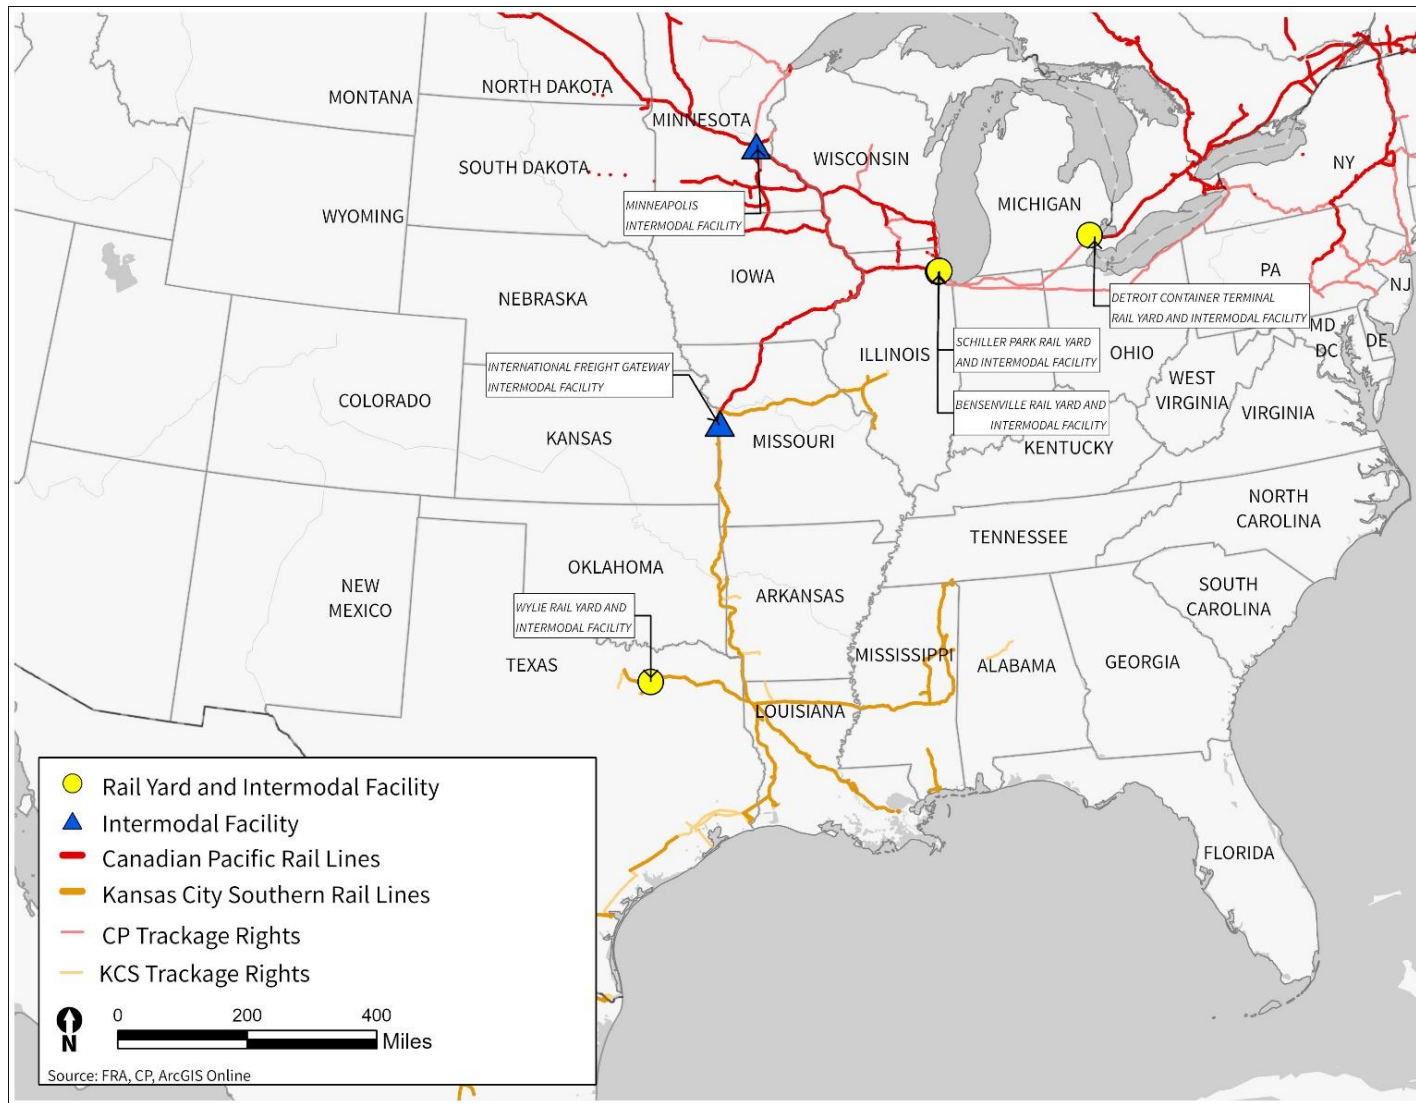 NORTH DAKOTA
MONTANA
MINNESOTA
WISCONSIN
SOUTH DAKOTA
NY
MICHIGAN
MINNEAPOLIS
INTERMODAL FACILITY
WYOMING
IOWA
PA
NJ
NEBRASKA
DETROIT CONTAINER TERMINAL
RAIL YARD AND INTERMODAL FACILITY
MD
DC
DE
SCHILLER PARK RAIL YARD
AND INTERMODAL FACILITY
ILLINOIS
OHIO
INTERNATIONAL FREIGHT GATEWAY
INTERMODAL FACILITY
WEST
VIRGINIA
COLORADO
BENSENVILLE RAIL YARD AND
INTERMODAL FACILITY
VIRGINIA
KANSAS
MISSOURI
KENTUCKY
NORTH
CAROLINA
TENNESSEE
OKLAHOMA
NEW
MEXICO
ARKANSAS
SOUTH
CAROLINA
WYLIE RAIL YARD AND
INTERMODAL FACILITY
TEXAS
MISSISSIPPI
ALABAMA
GEORGIA
LOUISIANA
FLORIDA
Rail Yard and Intermodal Facility
Intermodal Facility
Canadian Pacific Rail Lines
Kansas City Southern Rail Lines
CP Trackage Rights
KCS Trackage Rights
N
0 200 400
Miles
Source: FRA, CP, ArcGIS Online